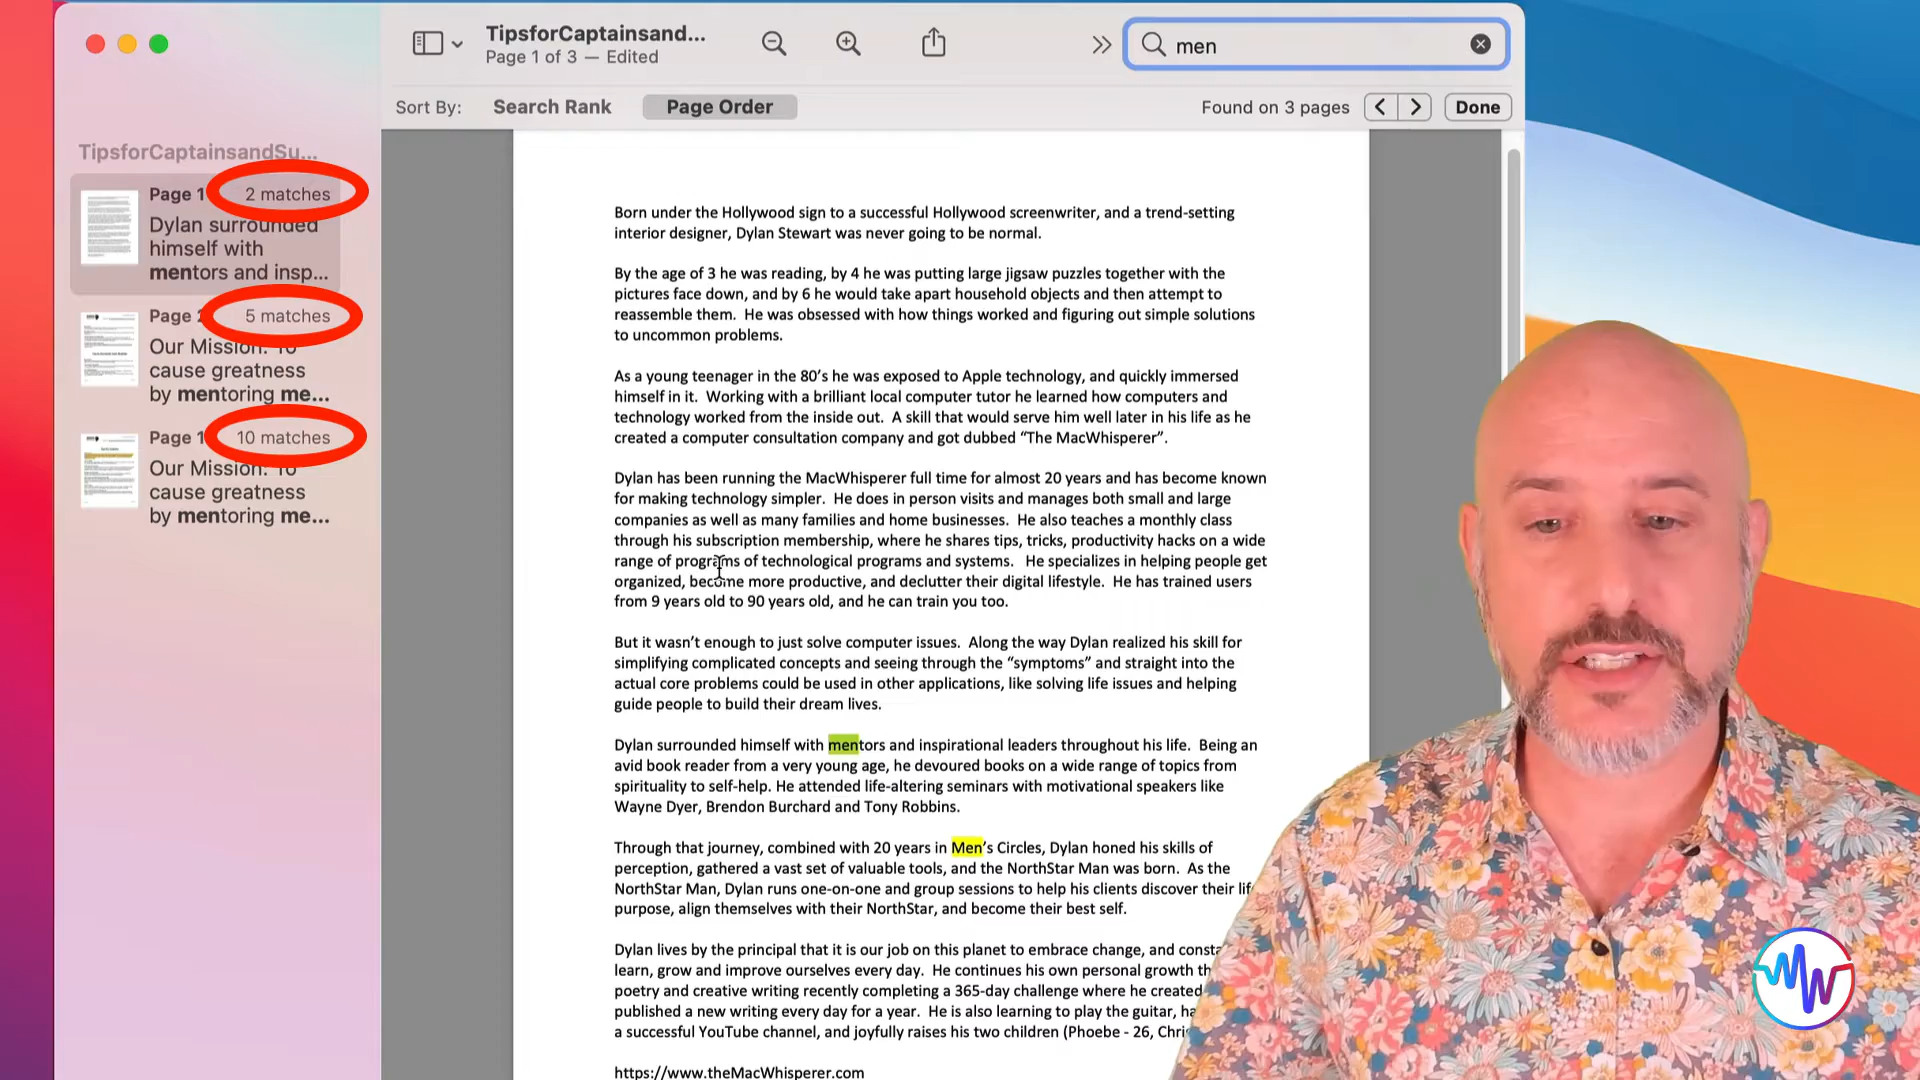 TipsforCaptainsand...
Page 1 of 3 — Edited
men
Sort By:
Search Rank
Page Order
Found on 3 pages
Done
TipsforCaptainsandSu...
Page 1
2 matches
Dylan surrounded
himself with
mentors and insp...
Page
5 matches
Our Mission: To
cause greatness
by mentoring me...
Page 1
10 matches
Our Mission: To
cause greatness
by mentoring me...
Born under the Hollywood sign to a successful Hollywood screenwriter, and a trend-setting
interior designer, Dylan Stewart was never going to be normal.
By the age of 3 he was reading, by 4 he was putting large jigsaw puzzles together with the
pictures face down, and by 6 he would take apart household objects and then attempt to
reassemble them. He was obsessed with how things worked and figuring out simple solutions
to uncommon problems.
As a young teenager in the 80’s he was exposed to Apple technology, and quickly immersed
himself in it. Working with a brilliant local computer tutor he learned how computers and
technology worked from the inside out. A skill that would serve him well later in his life as he
created a computer consultation company and got dubbed “The MacWhisperer”.
Dylan has been running the MacWhisperer full time for almost 20 years and has become known
for making technology simpler. He does in person visits and manages both small and large
companies as well as many families and home businesses. He also teaches a monthly class
through his subscription membership, where he shares tips, tricks, productivity hacks on a wide
range of programs of technological programs and systems. He specializes in helping people get
organized, become more productive, and declutter their digital lifestyle. He has trained users
from 9 years old to 90 years old, and he can train you too.
But it wasn’t enough to just solve computer issues. Along the way Dylan realized his skill for
simplifying complicated concepts and seeing through the “symptoms” and straight into the
actual core problems could be used in other applications, like solving life issues and helping
guide people to build their dream lives.
Dylan surrounded himself with mentors and inspirational leaders throughout his life. Being an
avid book reader from a very young age, he devoured books on a wide range of topics from
spirituality to self-help. He attended life-altering seminars with motivational speakers like
Wayne Dyer, Brendon Burchard and Tony Robbins.
Through that journey, combined with 20 years in Men’s Circles, Dylan honed his skills of
perception, gathered a vast set of valuable tools, and the NorthStar Man was born. As the
NorthStar Man, Dylan runs one-on-one and group sessions to help his clients discover their lif
purpose, align themselves with their NorthStar, and become their best self.
Dylan lives by the principal that it is our job on this planet to embrace change, and consta
learn, grow and improve ourselves every day. He continues his own personal growth th
poetry and creative writing recently completing a 365-day challenge where he created
published a new writing every day for a year. He is also learning to play the guitar, ha
a successful YouTube channel, and joyfully raises his two children (Phoebe - 26, Chri
https://www.theMacWhisperer.com
MW